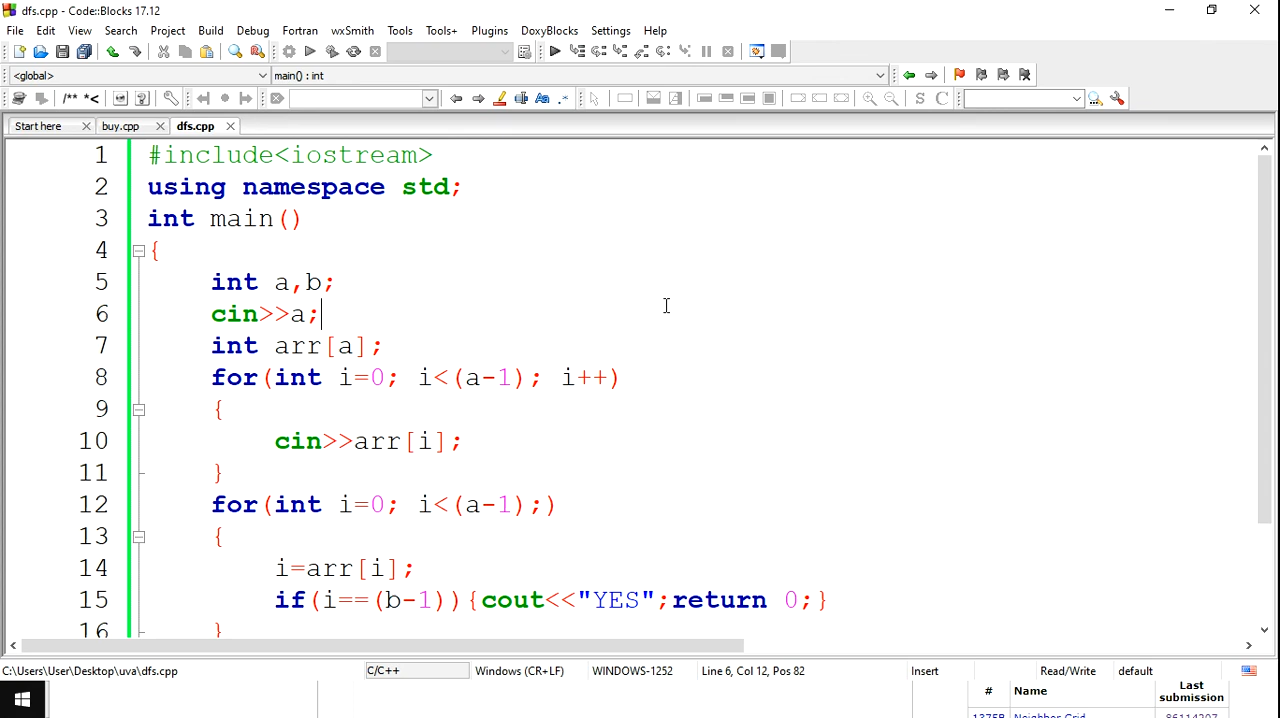 dfs.cpp - Code::Blocks 17.12
File Edit View Search Project Build Debug Fortran wxSmith Tools Tools+ Plugins DoxyBlocks Settings Help
<global> main() : int
/** *<
S C
Start here buy.cpp dfs.cpp
1 #include<iostream>
2 using namespace std;
3 int main()
4 {
5 int a,b;
6 cin>>a;
7 int arr[a];
8 for(int i=0; i<(a-1); i++)
9 {
10 cin>>arr[i];
11 }
12 for(int i=0; i<(a-1);)
13 {
14 i=arr[i];
15 if(i==(b-1)){cout<<"YES";return 0;}
16 }
C:\Users\User\Desktop\uva\dfs.cpp C/C++ Windows (CR+LF) WINDOWS-1252 Line 6, Col 12, Pos 82 Insert Read/Write default
# Name Last submission
1375B Neighbor Grid 86114207